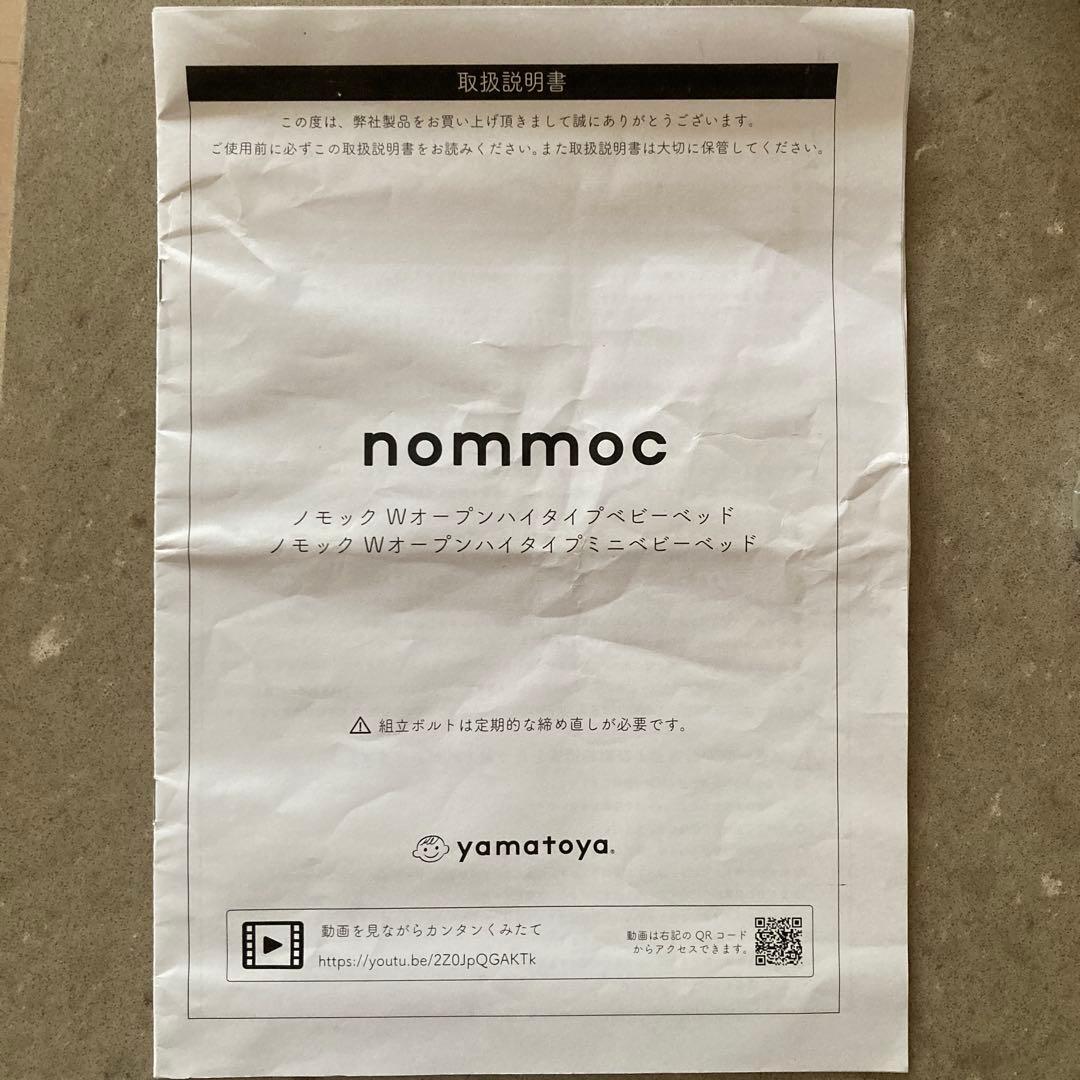 取扱説明書
この度は、弊社製品をお買い上げ頂きまして誠にありがとうございます。
ご使用前に必ずこの取扱説明書をお読みください。また取扱説明書は大切に保管してください。
nommoc
ノモック Wオープンハイタイプベビーベッド
ノモック Wオープンハイタイプミニベビーベッド
⚠ 組立ボルトは定期的な締め直しが必要です。
yamatoya®
動画を見ながらカンタンくみたて
https://youtu.be/2Z0JpQGAKTk
動画は右記のQRコード
からアクセスできます。